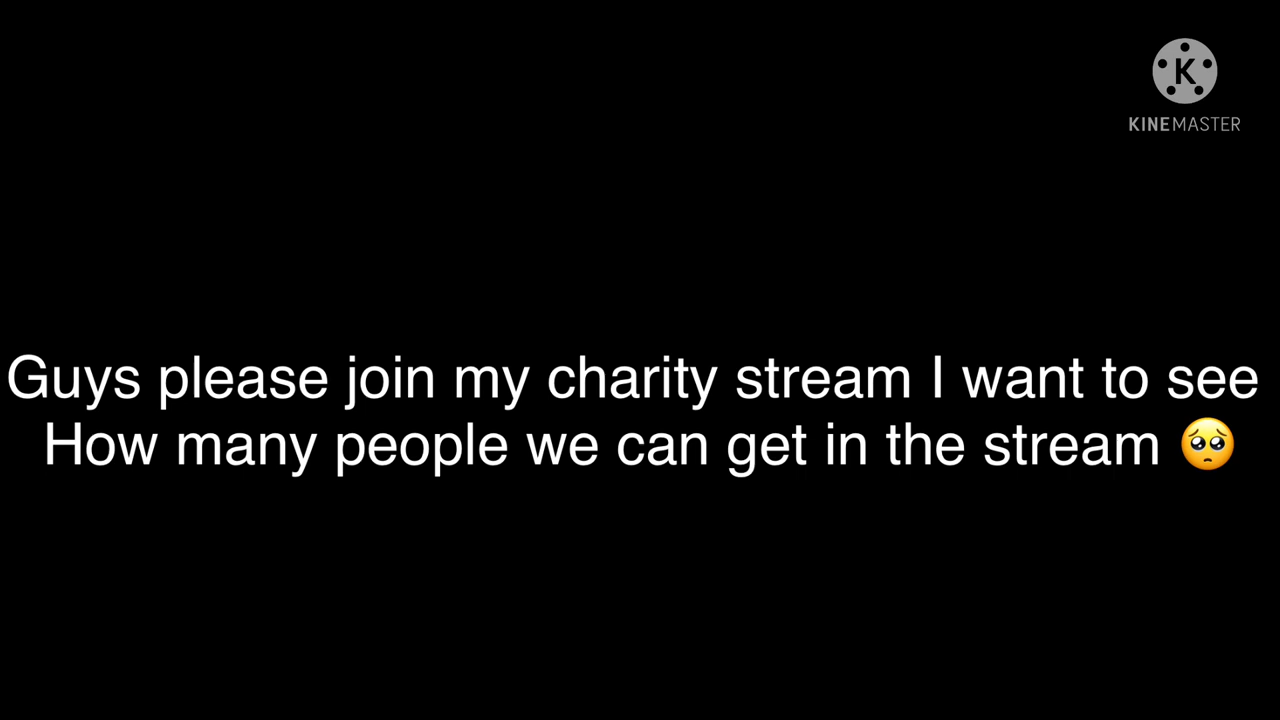 K
KINEMASTER
Guys please join my charity stream I want to see
How many people we can get in the stream 🥺